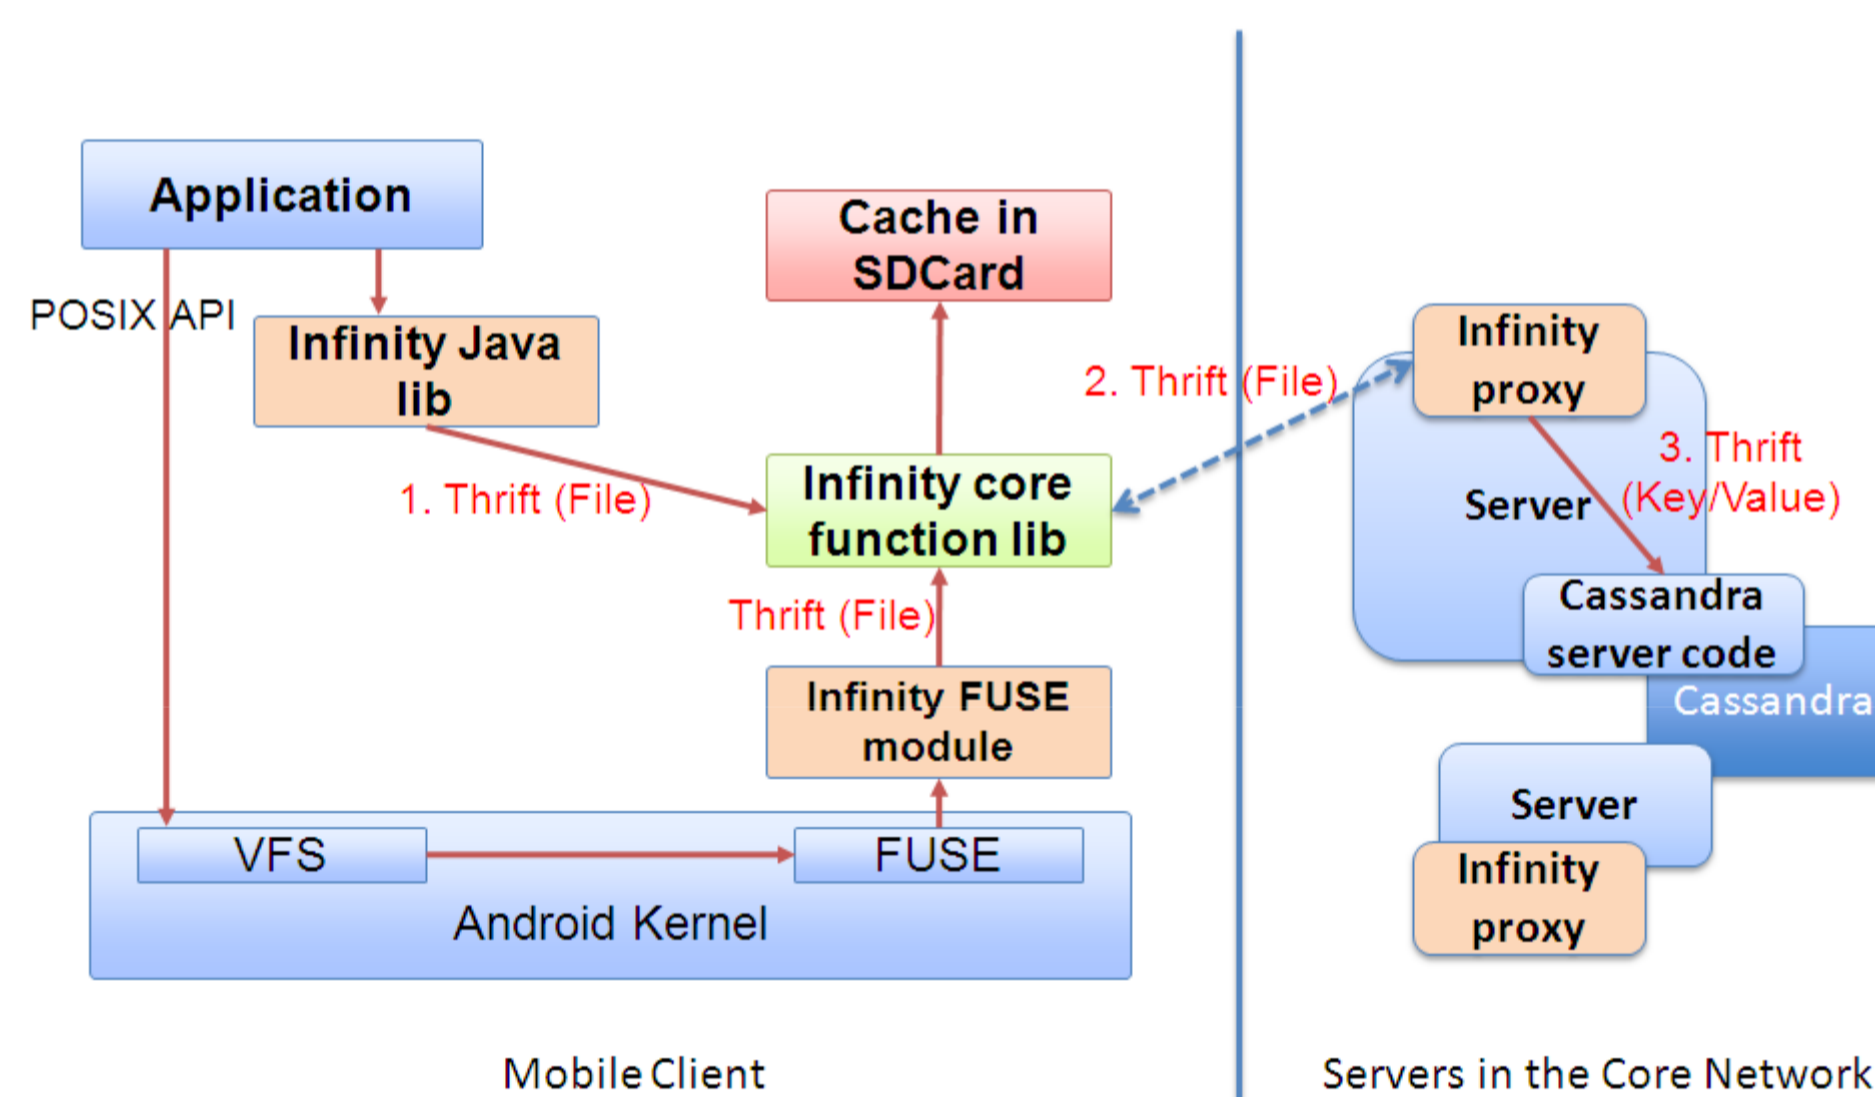 Application
POSIX API
Infinity Java
lib
1. Thrift (File)
Cache in
SDCard
Infinity core
function lib
Thrift (File)
Infinity FUSE
module
VFS
FUSE
Android Kernel
Mobile Client
2. Thrift (File)
Infinity
proxy
3. Thrift
(Key/Value)
Server
Cassandra
server code
Cassandra
Server
Infinity
proxy
Servers in the Core Network